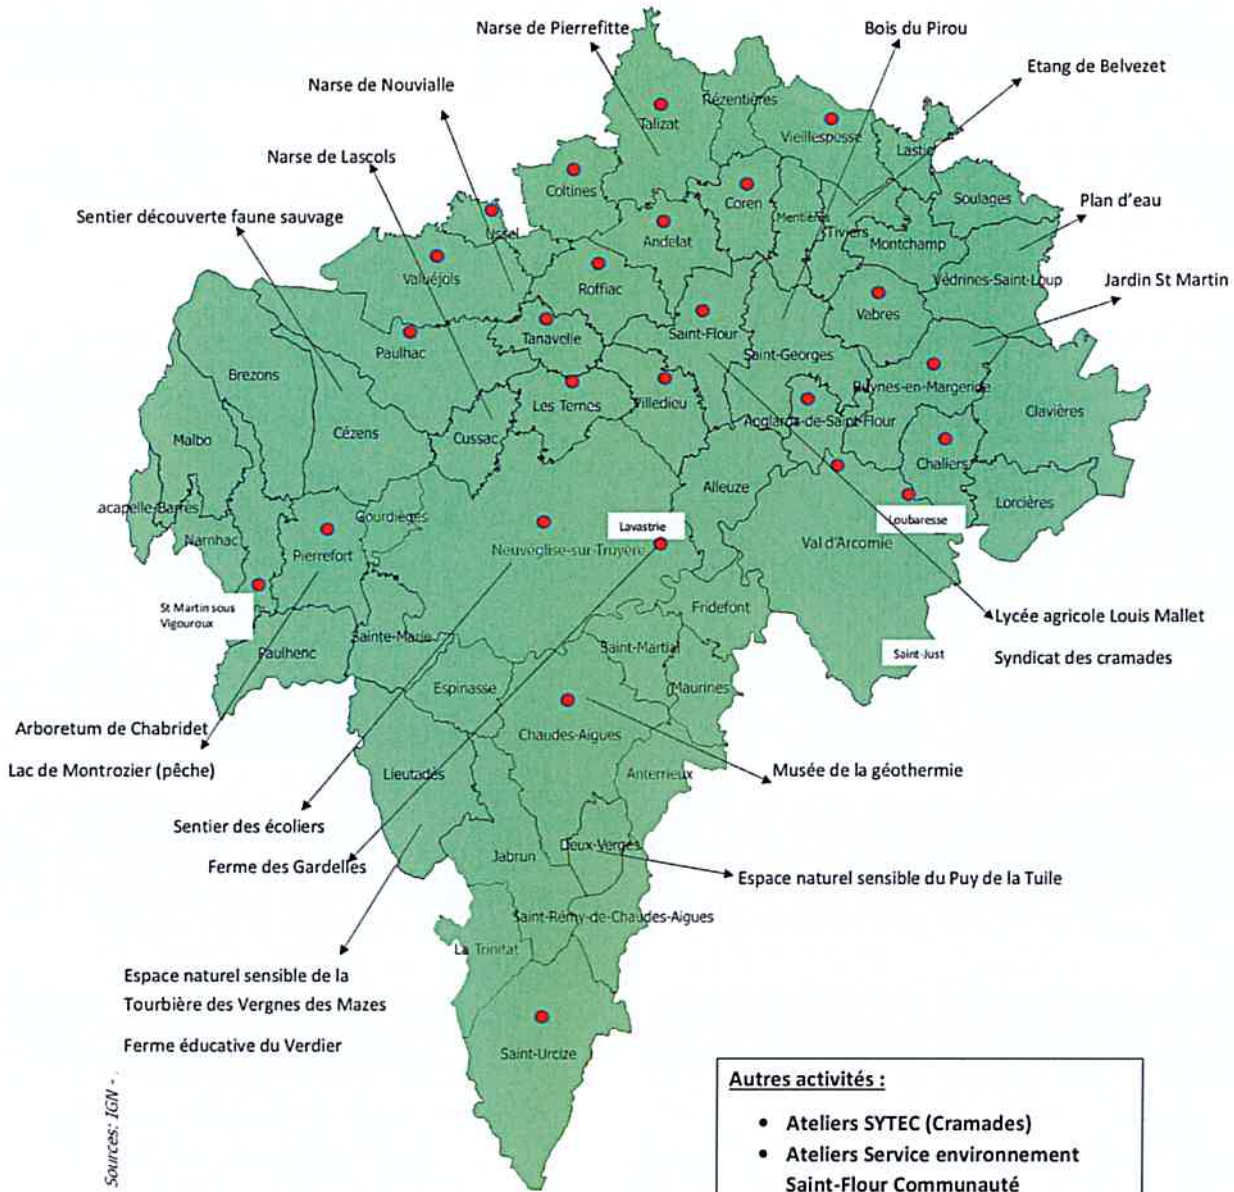 Narse de Pierrefitte
Bois du Pirou
Etang de Belvezet
Narse de Nouvialle
Narse de Lascols
Sentier découverte faune sauvage
Plan d'eau
Jardin St Martin
Talizat
Rézentières
Vieillespesse
Lastic
Coltines
Coren
Mentières
Tiviers
Soulages
Montchamp
Ussel
Andelat
Valuéjols
Roffiac
Védrines-Saint-Loup
Vabres
Saint-Flour
Tanavelle
Paulhac
Saint-Georges
Brezons
Ruynes-en-Margeride
Les Ternes
Villedieu
Anglards-de-Saint-Flour
Clavières
Malbo
Cézens
Cussac
Chaliers
Alleuze
Lorcières
acapelle-Barrès
Gourdièges
Narnhac
Pierrefort
Neuvéglise-sur-Truyère
Lavastrie
Loubaresse
Val d'Arcomie
St Martin sous
Vigouroux
Fridefont
Sainte-Marie
Paulhenc
Saint-Martial
Saint-Just
Espinasse
Maurines
Chaudes-Aigues
Lieutadès
Anterrieux
Jabrun
Deux-Verges
Saint-Rémy-de-Chaudes-Aigues
La Trinitat
Saint-Urcize
Lycée agricole Louis Mallet
Syndicat des cramades
Arboretum de Chabridet
Lac de Montrozier (pêche)
Musée de la géothermie
Sentier des écoliers
Ferme des Gardelles
Espace naturel sensible du Puy de la Tuile
Espace naturel sensible de la
Tourbière des Vergnes des Mazes
Ferme éducative du Verdier
Sources: IGN -
Autres activités :
• Ateliers SYTEC (Cramades)
• Ateliers Service environnement
Saint-Flour Communauté